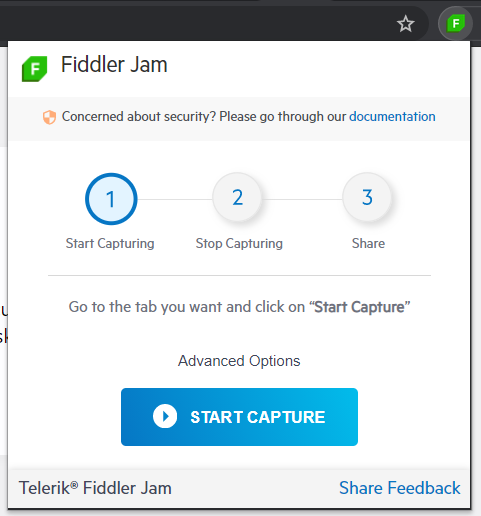 Fiddler Jam
Concerned about security? Please go through our documentation
1
2
3
Start Capturing
Stop Capturing
Share
Go to the tab you want and click on “Start Capture”
Advanced Options
START CAPTURE
Telerik® Fiddler Jam
Share Feedback